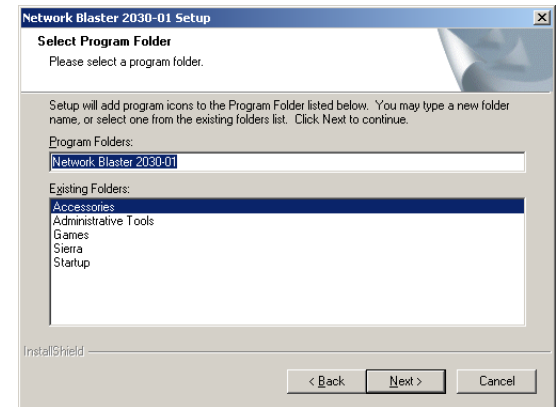 Network Blaster 2030-01 Setup
Select Program Folder
Please select a program folder.
Setup will add program icons to the Program Folder listed below. You may type a new folder
name, or select one from the existing folders list. Click Next to continue.
Program Folders:
Network Blaster 2030-01
Existing Folders:
Accessories
Administrative Tools
Games
Sierra
Startup
InstallShield
< Back Next > Cancel